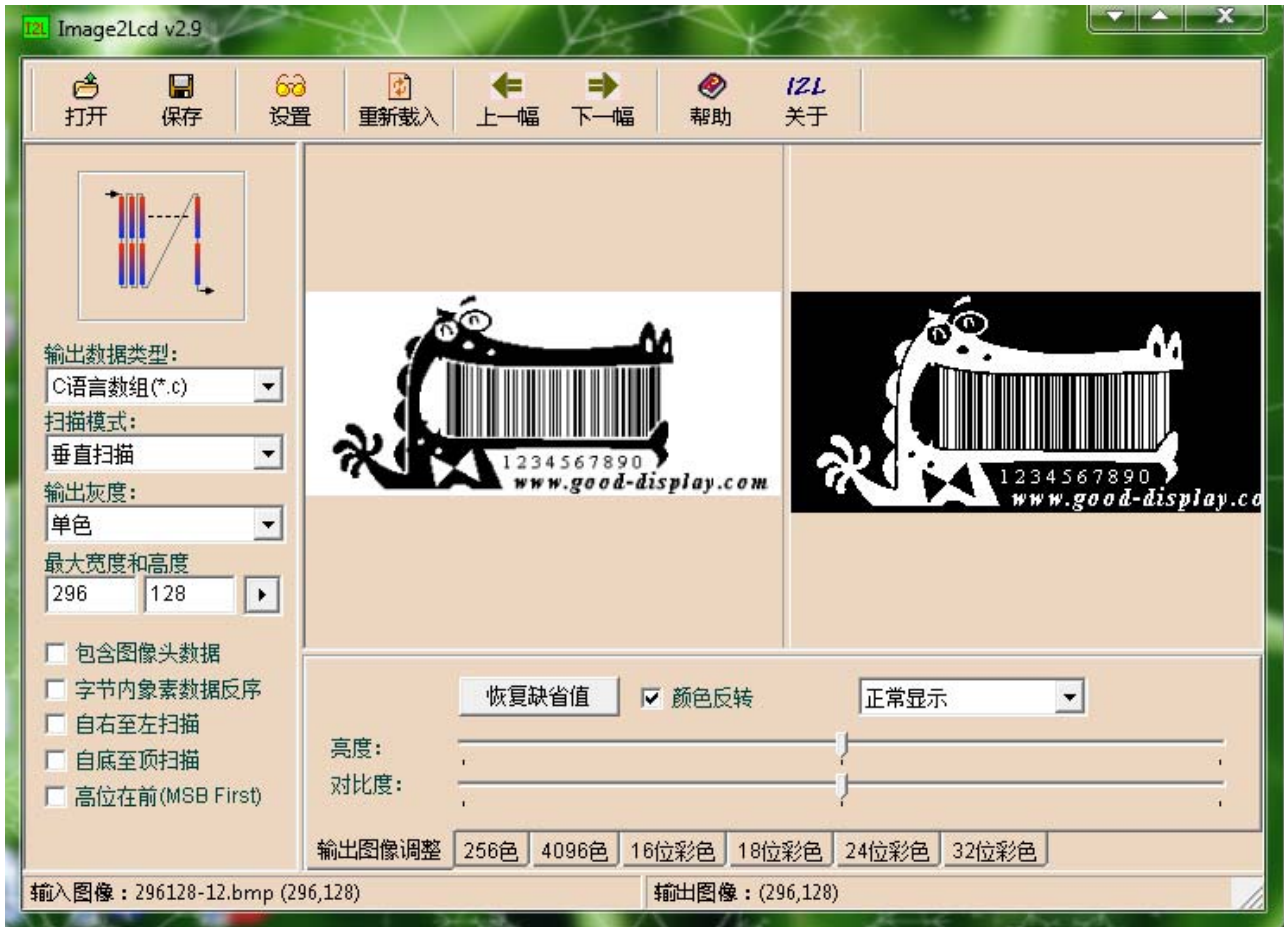 I2L Image2Lcd v2.9
打开 保存 设置 重新载入 上一幅 下一幅 帮助 I2L 关于
输出数据类型：
C语言数组(*.c)
扫描模式：
垂直扫描
输出灰度：
单色
最大宽度和高度
296 128
包含图像头数据
字节内象素数据反序
自右至左扫描
自底至顶扫描
高位在前(MSB First)
1234567890
www.good-display.com
1234567890
www.good-display.co
恢复缺省值 颜色反转 正常显示
亮度：
对比度：
输出图像调整 256色 4096色 16位彩色 18位彩色 24位彩色 32位彩色
输入图像：296128-12.bmp (296,128) 输出图像：(296,128)